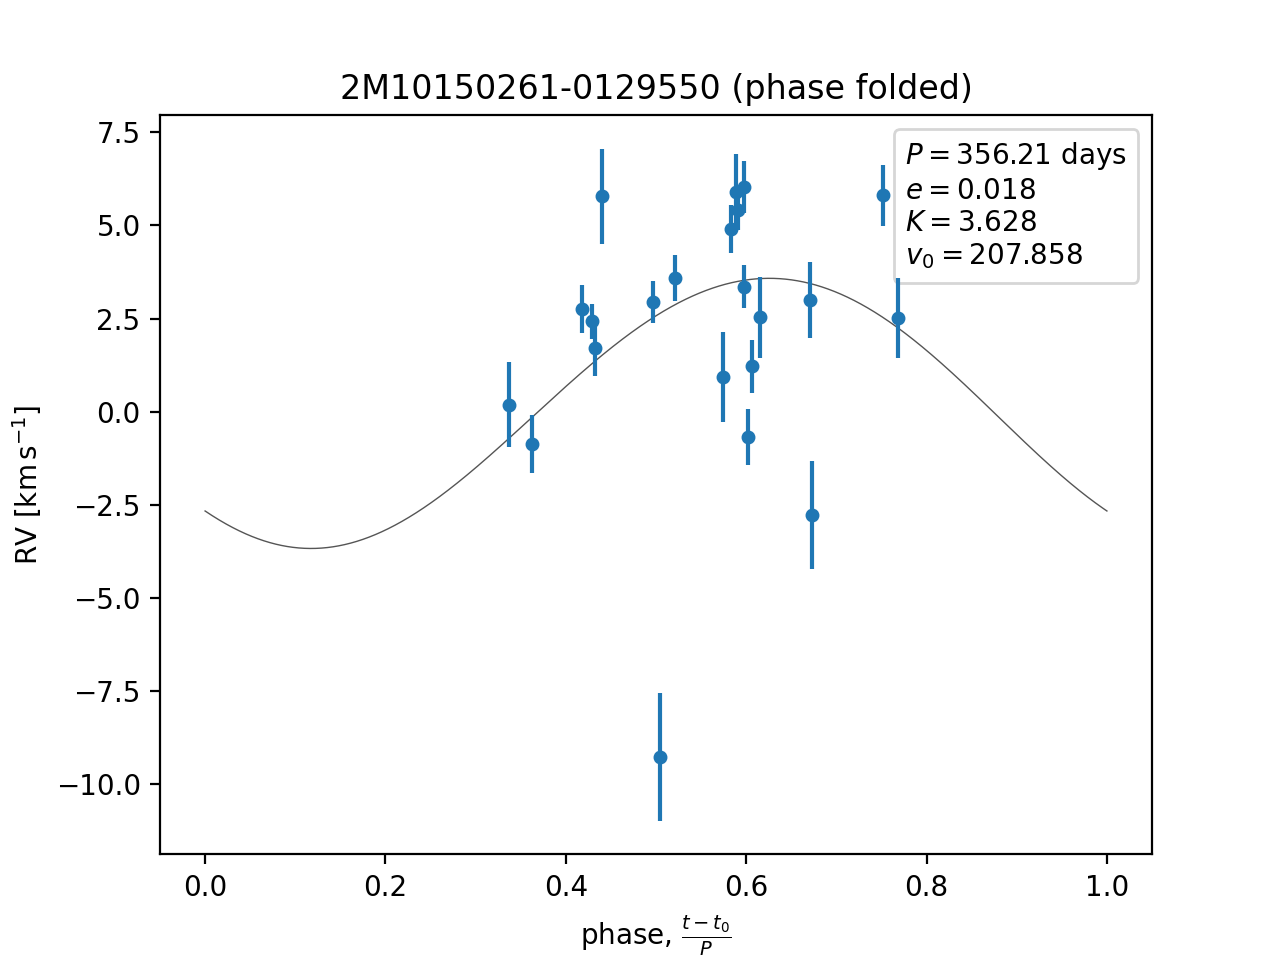 2M10150261-0129550 (phase folded)
P = 356.21 days
e = 0.018
K = 3.628
v₀ = 207.858
7.5
5.0
2.5
0.0
−2.5
−5.0
−7.5
−10.0
RV [km s⁻¹]
0.0 0.2 0.4 0.6 0.8 1.0
phase, (t − t₀)/P